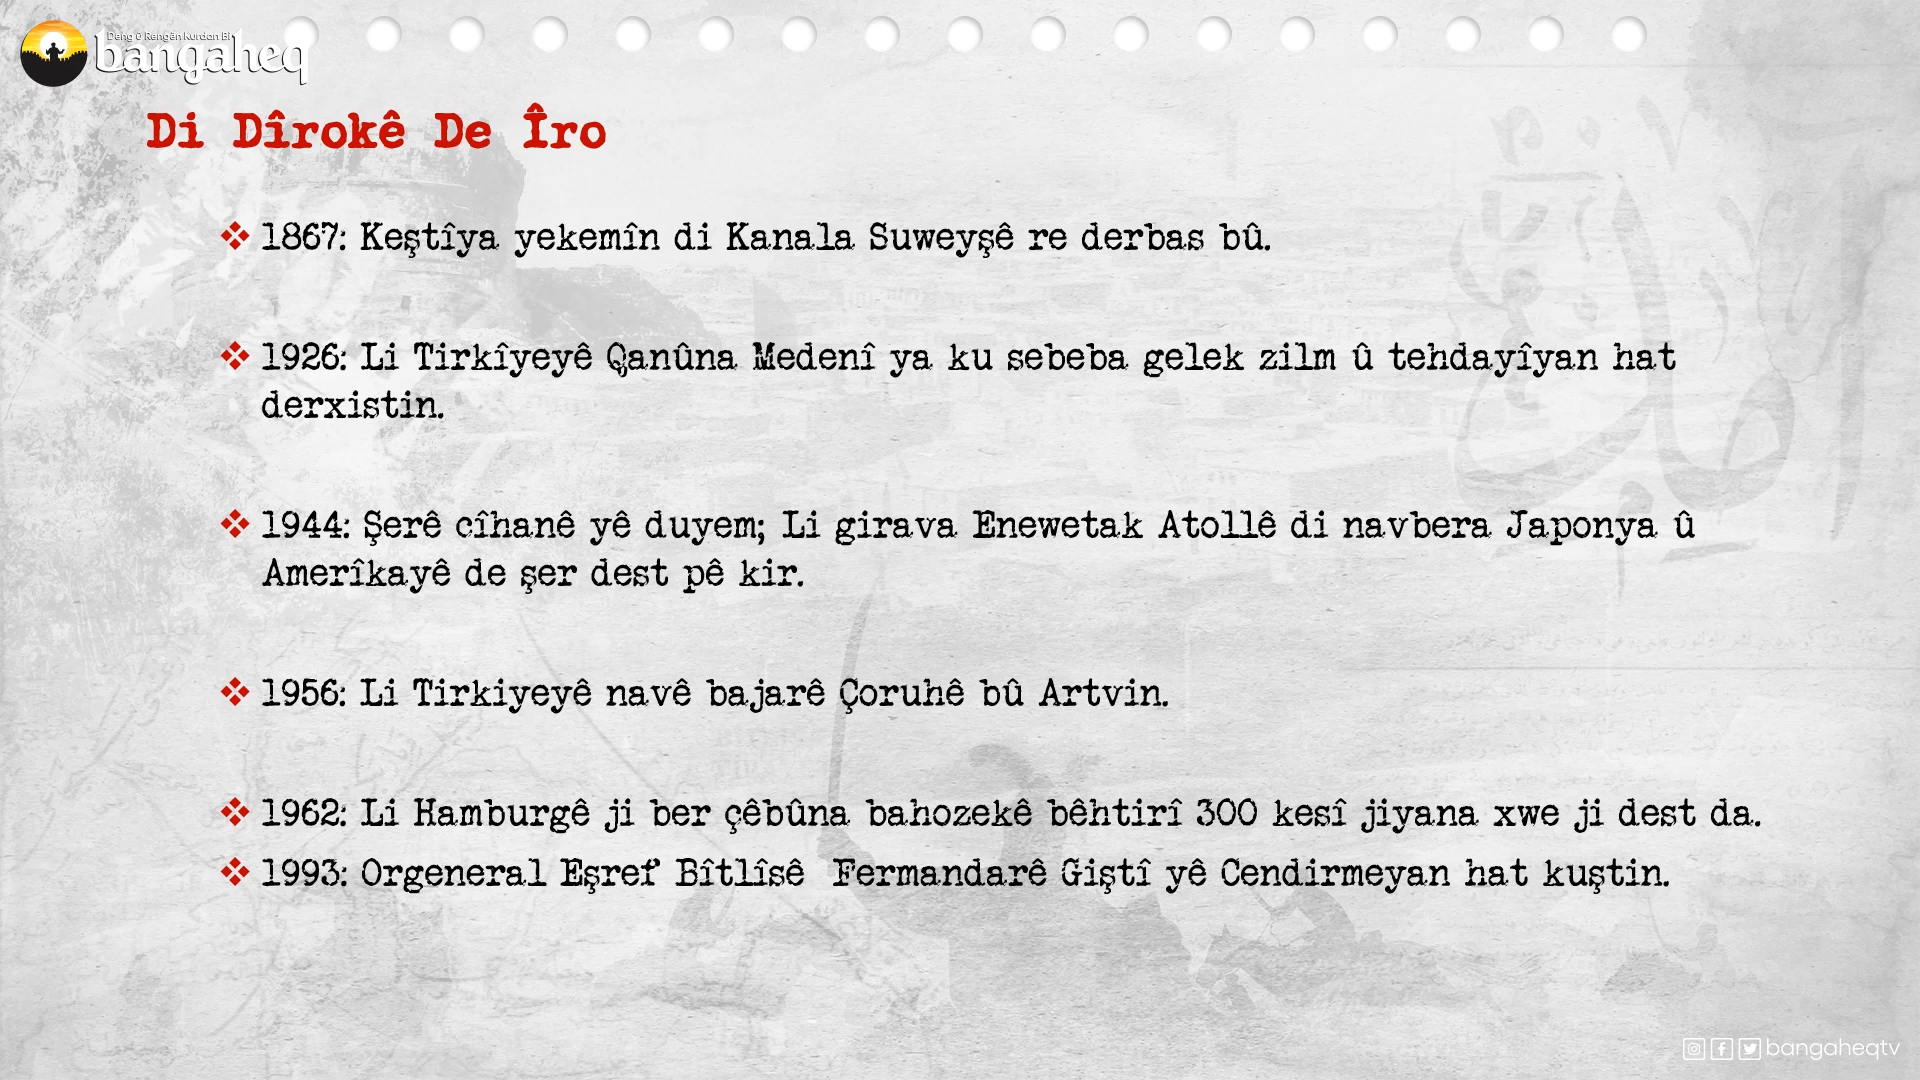 Deng û Rengên Kurdan Bi
bangaheq
Di Dîrokê De Îro
❖ 1867: Keştîya yekemîn di Kanala Suweyşê re derbas bû.
❖ 1926: Li Tirkîyeyê Qanûna Medenî ya ku sebeba gelek zilm û tehdayîyan hat
derxistin.
❖ 1944: Şerê cîhanê yê duyem; Li girava Enewetak Atollê di navbera Japonya û
Amerîkayê de şer dest pê kir.
❖ 1956: Li Tirkiyeyê navê bajarê Çoruhê bû Artvin.
❖ 1962: Li Hamburgê ji ber çêbûna bahozekê bêhtirî 300 kesî jiyana xwe ji dest da.
❖ 1993: Orgeneral Eşref Bîtlîsê  Fermandarê Giştî yê Cendirmeyan hat kuştin.
bangaheqtv